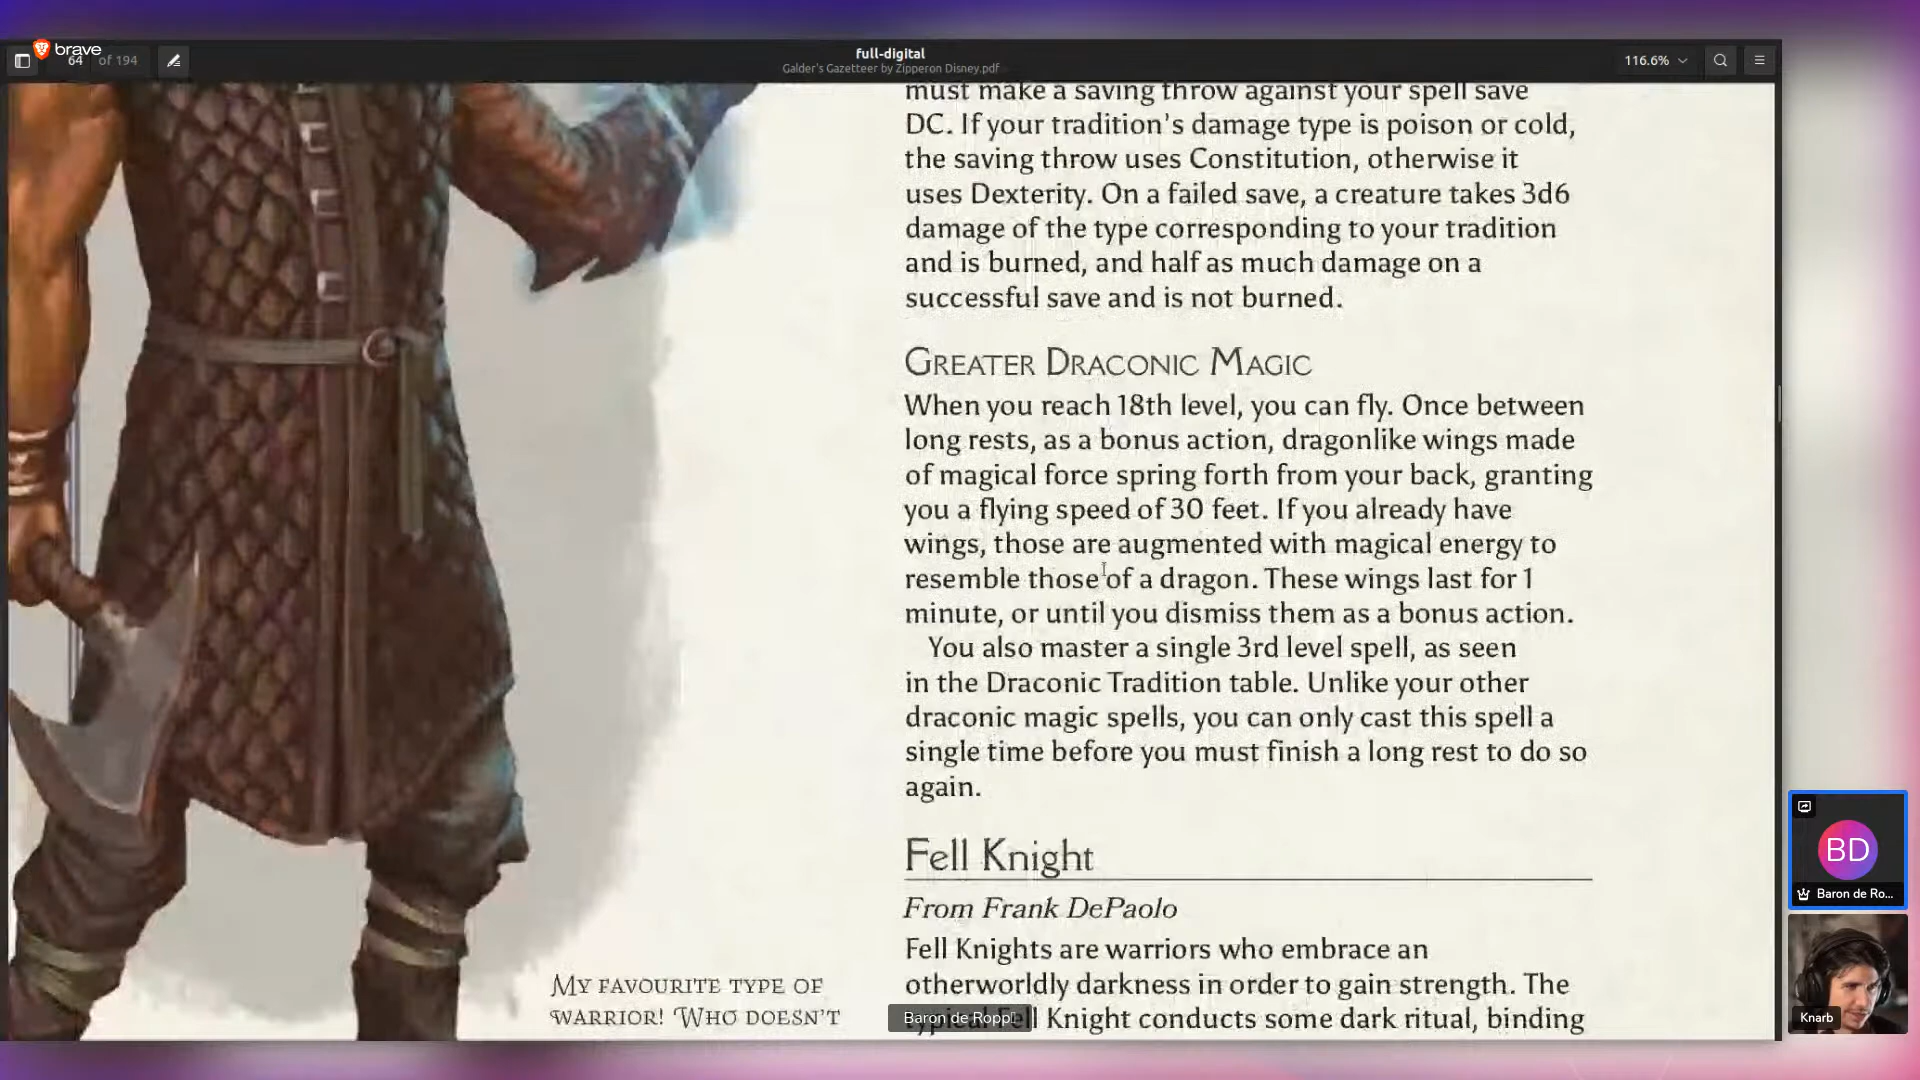 brave
64 of 194
full-digital
Galder's Gazetteer by Zipperon Disney.pdf
116.6%
must make a saving throw against your spell save
DC. If your tradition's damage type is poison or cold,
the saving throw uses Constitution, otherwise it
uses Dexterity. On a failed save, a creature takes 3d6
damage of the type corresponding to your tradition
and is burned, and half as much damage on a
successful save and is not burned.
Greater Draconic Magic
When you reach 18th level, you can fly. Once between
long rests, as a bonus action, dragonlike wings made
of magical force spring forth from your back, granting
you a flying speed of 30 feet. If you already have
wings, those are augmented with magical energy to
resemble those of a dragon. These wings last for 1
minute, or until you dismiss them as a bonus action.
You also master a single 3rd level spell, as seen
in the Draconic Tradition table. Unlike your other
draconic magic spells, you can only cast this spell a
single time before you must finish a long rest to do so
again.
Fell Knight
From Frank DePaolo
Fell Knights are warriors who embrace an
otherworldly darkness in order to gain strength. The
typical Fell Knight conducts some dark ritual, binding
My favourite type of
warrior! Who doesn't
Baron de Ropp
BD
Baron de Ro...
Knarb